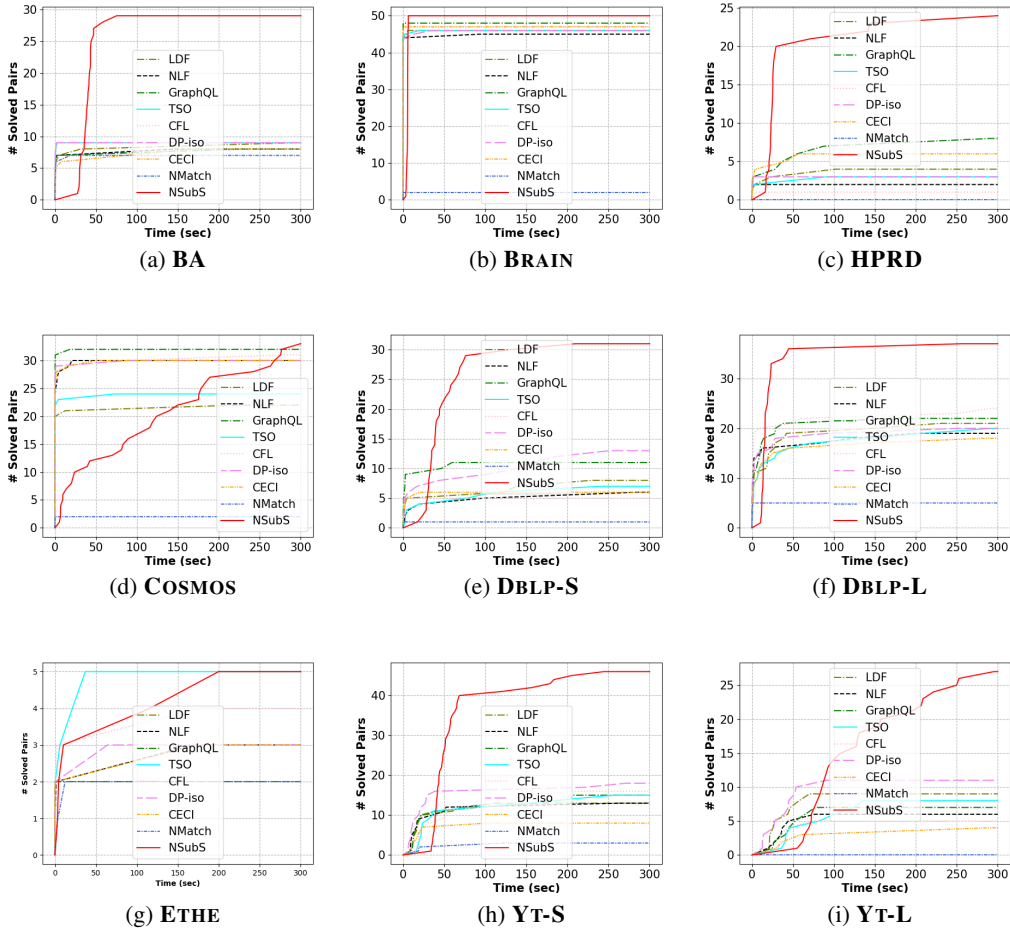 30
25
20
15
10
5
0
# Solved Pairs
0 50 100 150 200 250 300
Time (sec)
LDF
NLF
GraphQL
TSO
CFL
DP-iso
CECI
NMatch
NSubS
(a) BA
50
40
30
20
10
0
# Solved Pairs
0 50 100 150 200 250 300
Time (sec)
LDF
NLF
GraphQL
TSO
CFL
DP-iso
CECI
NMatch
NSubS
(b) BRAIN
25
20
15
10
5
0
# Solved Pairs
0 50 100 150 200 250 300
Time (sec)
LDF
NLF
GraphQL
TSO
CFL
DP-iso
CECI
NMatch
NSubS
(c) HPRD
30
25
20
15
10
5
0
# Solved Pairs
0 50 100 150 200 250 300
Time (sec)
LDF
NLF
GraphQL
TSO
CFL
DP-iso
CECI
NMatch
NSubS
(d) COSMOS
30
25
20
15
10
5
0
# Solved Pairs
0 50 100 150 200 250 300
Time (sec)
LDF
NLF
GraphQL
TSO
CFL
DP-iso
CECI
NMatch
NSubS
(e) DBLP-S
30
20
10
0
# Solved Pairs
0 50 100 150 200 250 300
Time (sec)
LDF
NLF
GraphQL
TSO
CFL
DP-iso
CECI
NMatch
NSubS
(f) DBLP-L
5
4
3
2
1
0
# Solved Pairs
0 50 100 150 200 250 300
Time (sec)
LDF
NLF
GraphQL
TSO
CFL
DP-iso
CECI
NMatch
NSubS
(g) ETHE
40
30
20
10
0
# Solved Pairs
0 50 100 150 200 250 300
Time (sec)
LDF
NLF
GraphQL
TSO
CFL
DP-iso
CECI
NMatch
NSubS
(h) YT-S
25
20
15
10
5
0
# Solved Pairs
0 50 100 150 200 250 300
Time (sec)
LDF
NLF
GraphQL
TSO
CFL
DP-iso
CECI
NMatch
NSubS
(i) YT-L